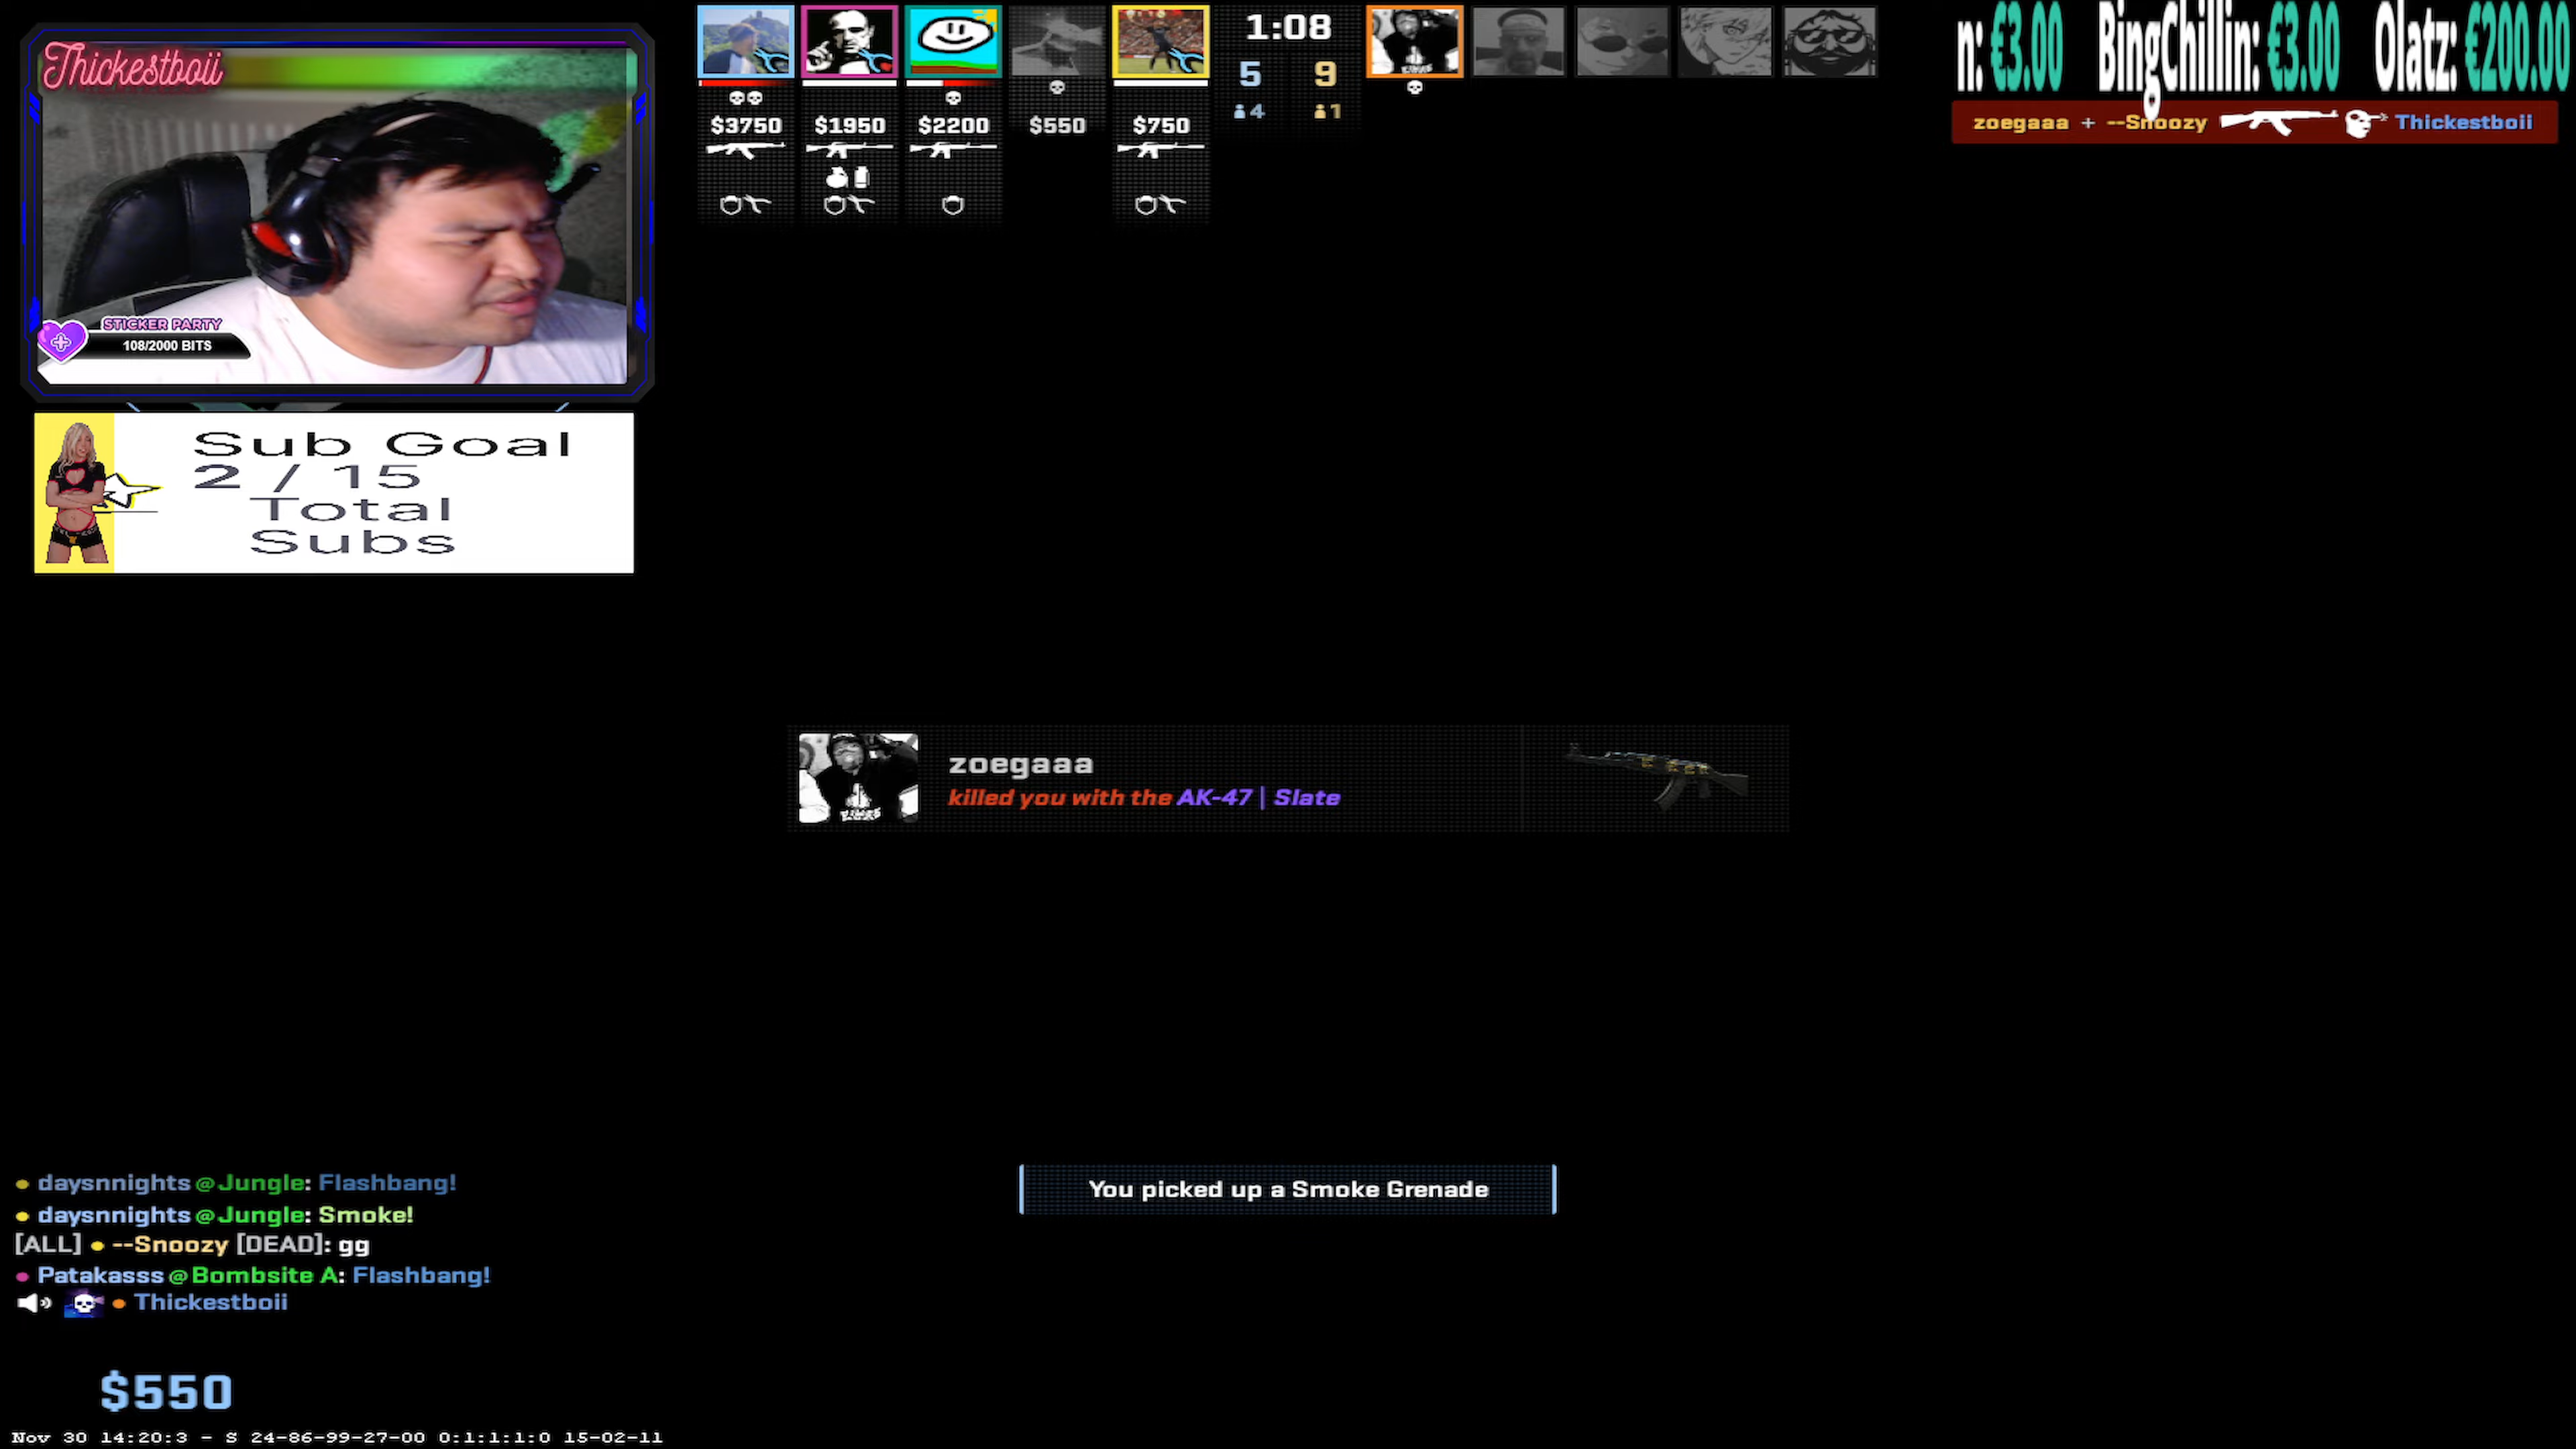 Thickestboii
STICKER PARTY
108/2000 BITS
Sub Goal
2 / 15
Total
Subs
$3750
$1950
$2200
$550
$750
1:08
5 9
4 1
n: €3.00 BingChillin: €3.00 Olatz: €200.00
zoegaaa + --Snoozy Thickestboii
zoegaaa
killed you with the AK-47 | Slate
You picked up a Smoke Grenade
daysnnights@Jungle: Flashbang!
daysnnights@Jungle: Smoke!
[ALL] --Snoozy [DEAD]: gg
Patakasss@Bombsite A: Flashbang!
Thickestboii
$550
Nov 30 14:20:3 - S 24-86-99-27-00 0:1:1:1:0 15-02-11